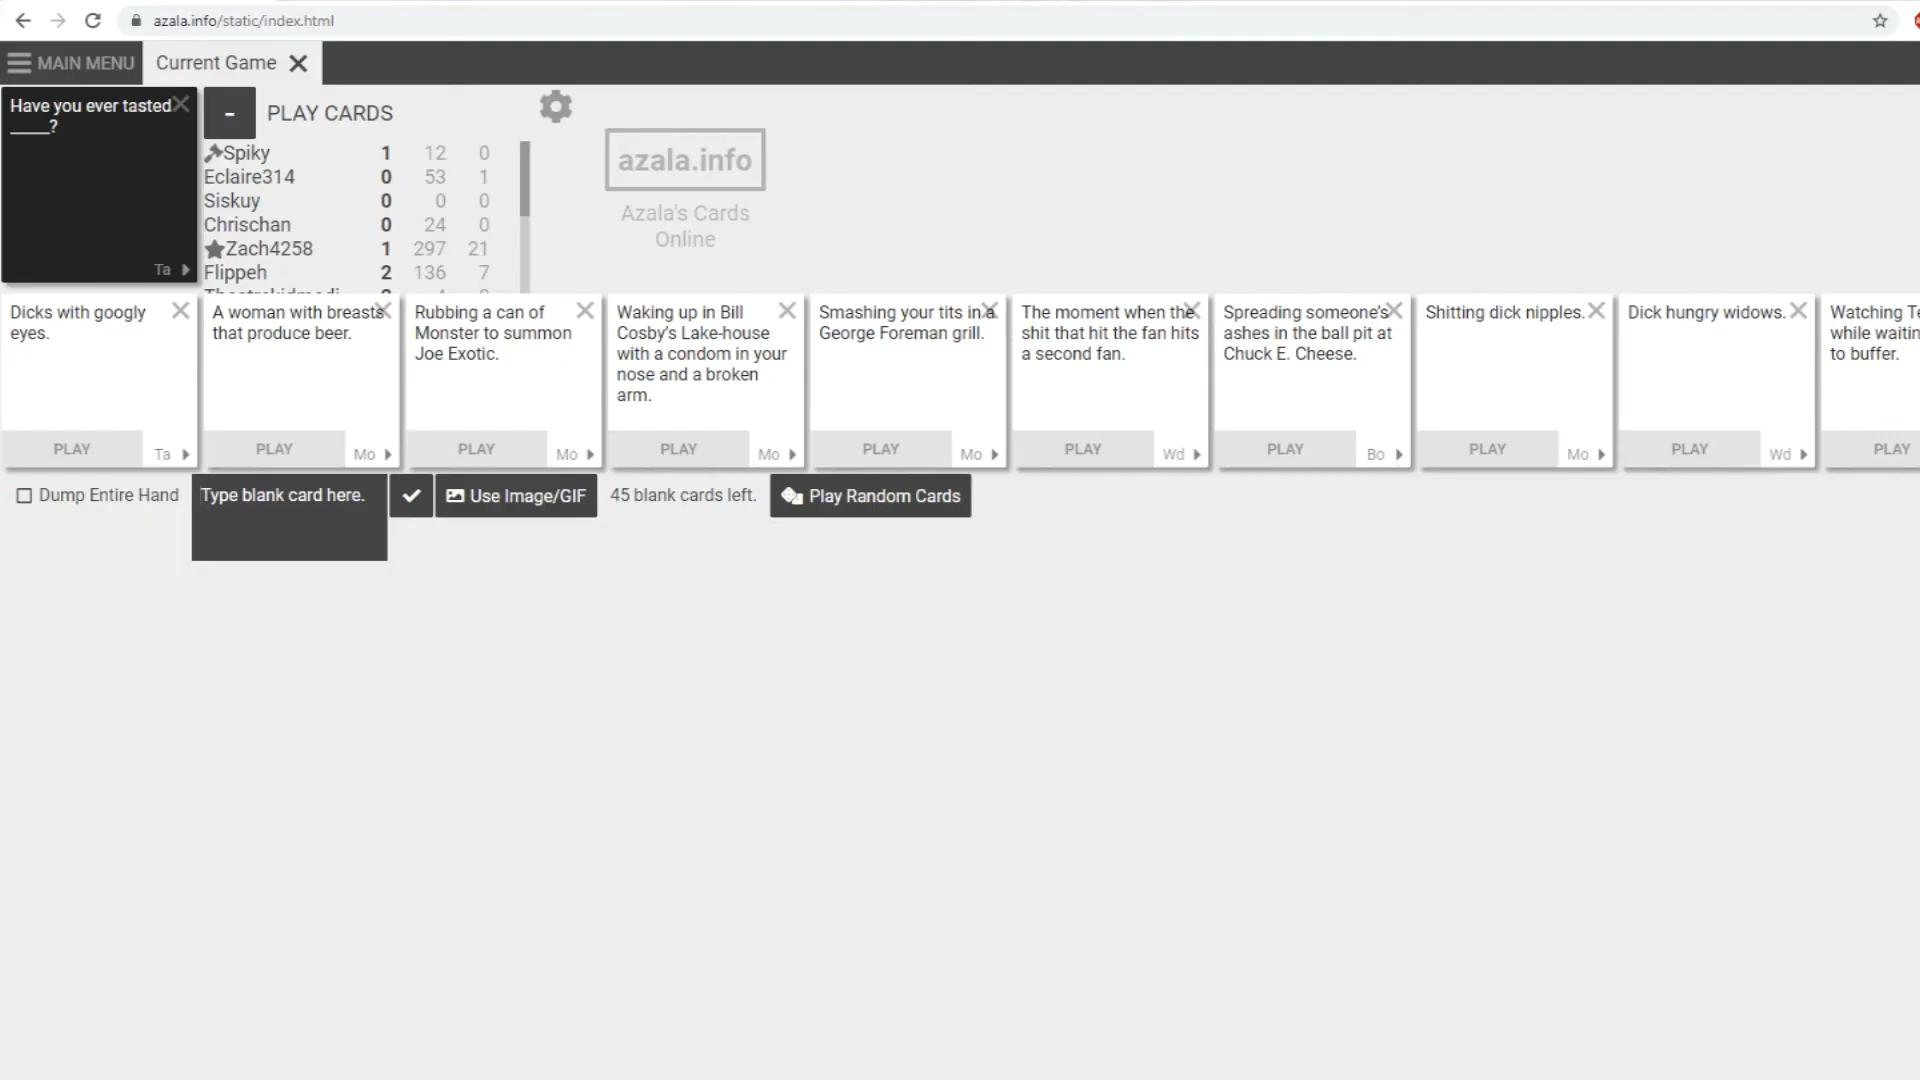 azala.info/static/index.html
MAIN MENU
Current Game
Have you ever tasted
____?
Ta
-
PLAY CARDS
Spiky 1 12 0
Eclaire314 0 53 1
Siskuy 0 0 0
Chrischan 0 24 0
Zach4258 1 297 21
Flippeh 2 136 7
azala.info
Azala's Cards
Online
Dicks with googly
eyes.
PLAY
Ta
A woman with breasts
that produce beer.
PLAY
Mo
Rubbing a can of
Monster to summon
Joe Exotic.
PLAY
Mo
Waking up in Bill
Cosby's Lake-house
with a condom in your
nose and a broken
arm.
PLAY
Mo
Smashing your tits in a
George Foreman grill.
PLAY
Mo
The moment when the
shit that hit the fan hits
a second fan.
PLAY
Wd
Spreading someone's
ashes in the ball pit at
Chuck E. Cheese.
PLAY
Bo
Shitting dick nipples.
PLAY
Mo
Dick hungry widows.
PLAY
Wd
Watching
while
to buffer.
PLAY
Dump Entire Hand
Type blank card here.
Use Image/GIF
45 blank cards left.
Play Random Cards